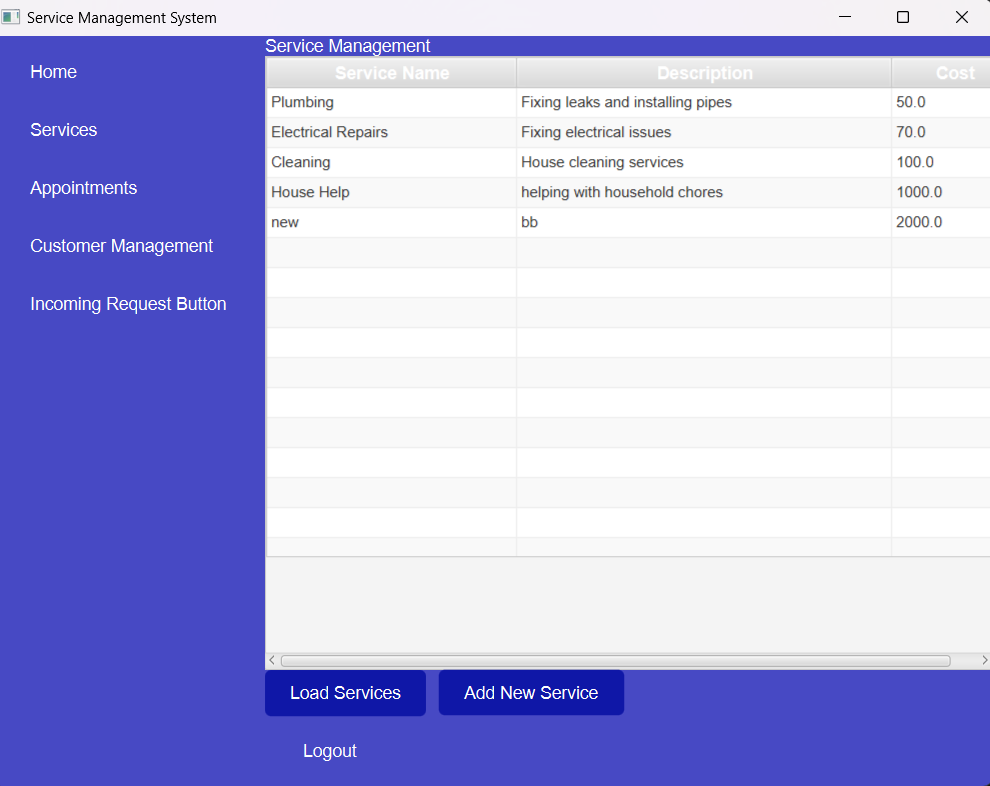 Service Management System
Home
Services
Appointments
Customer Management
Incoming Request Button
Service Management
Service Name Description Cost
Plumbing Fixing leaks and installing pipes 50.0
Electrical Repairs Fixing electrical issues 70.0
Cleaning House cleaning services 100.0
House Help helping with household chores 1000.0
new bb 2000.0
Load Services Add New Service
Logout